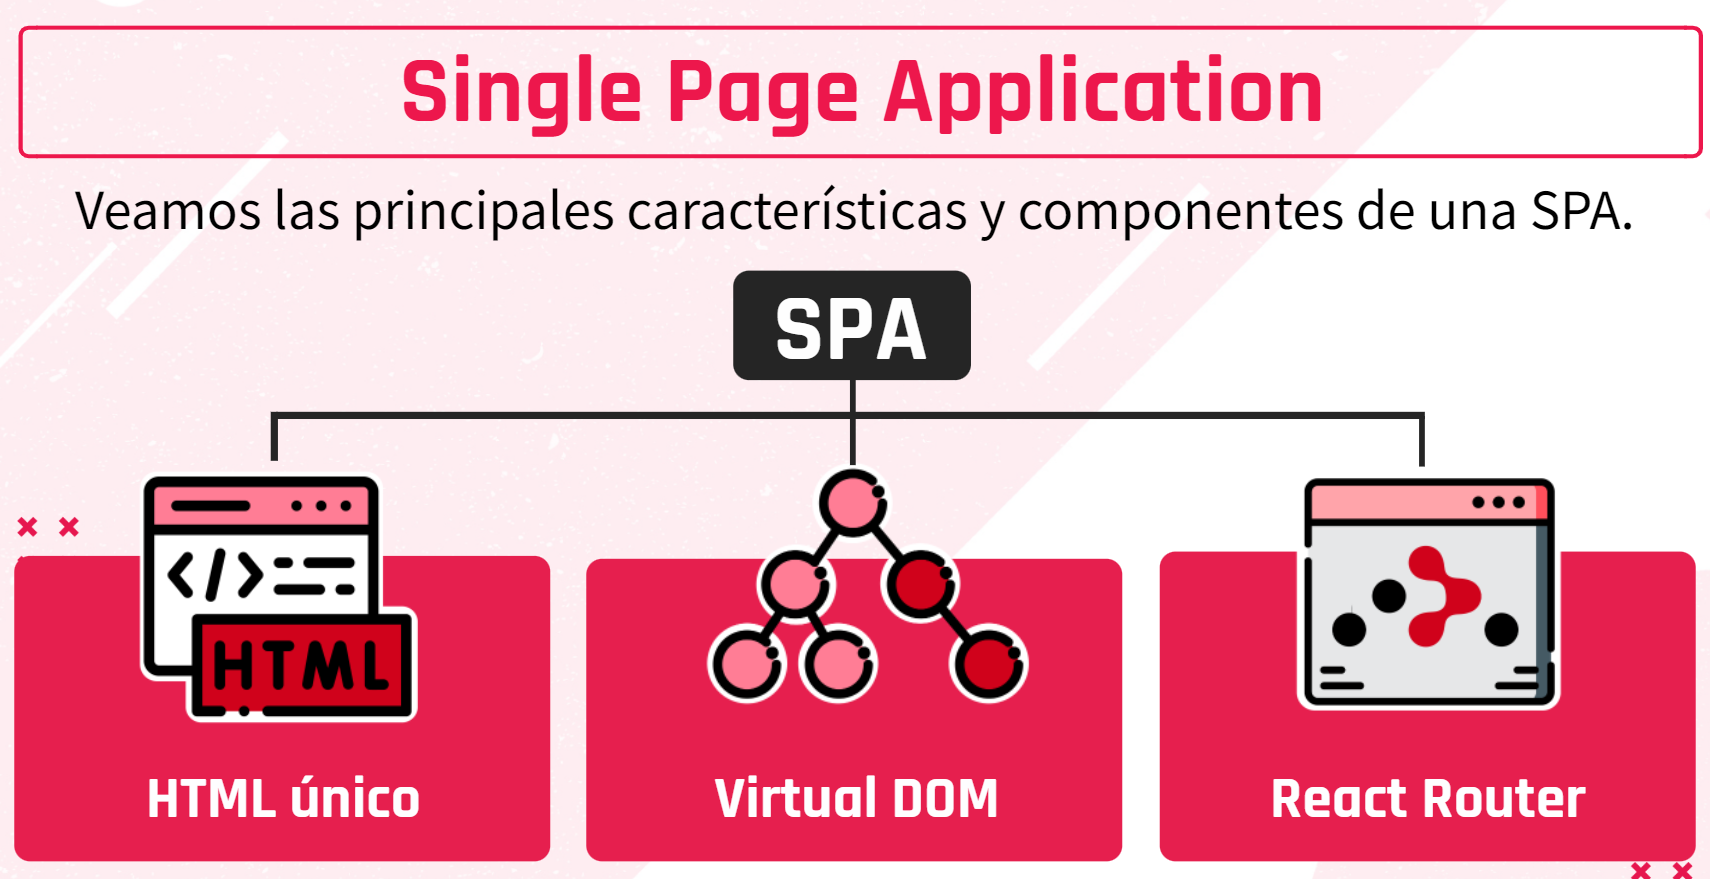 Single Page Application
Veamos las principales características y componentes de una SPA.
SPA
</>
HTML
HTML único
Virtual DOM
React Router